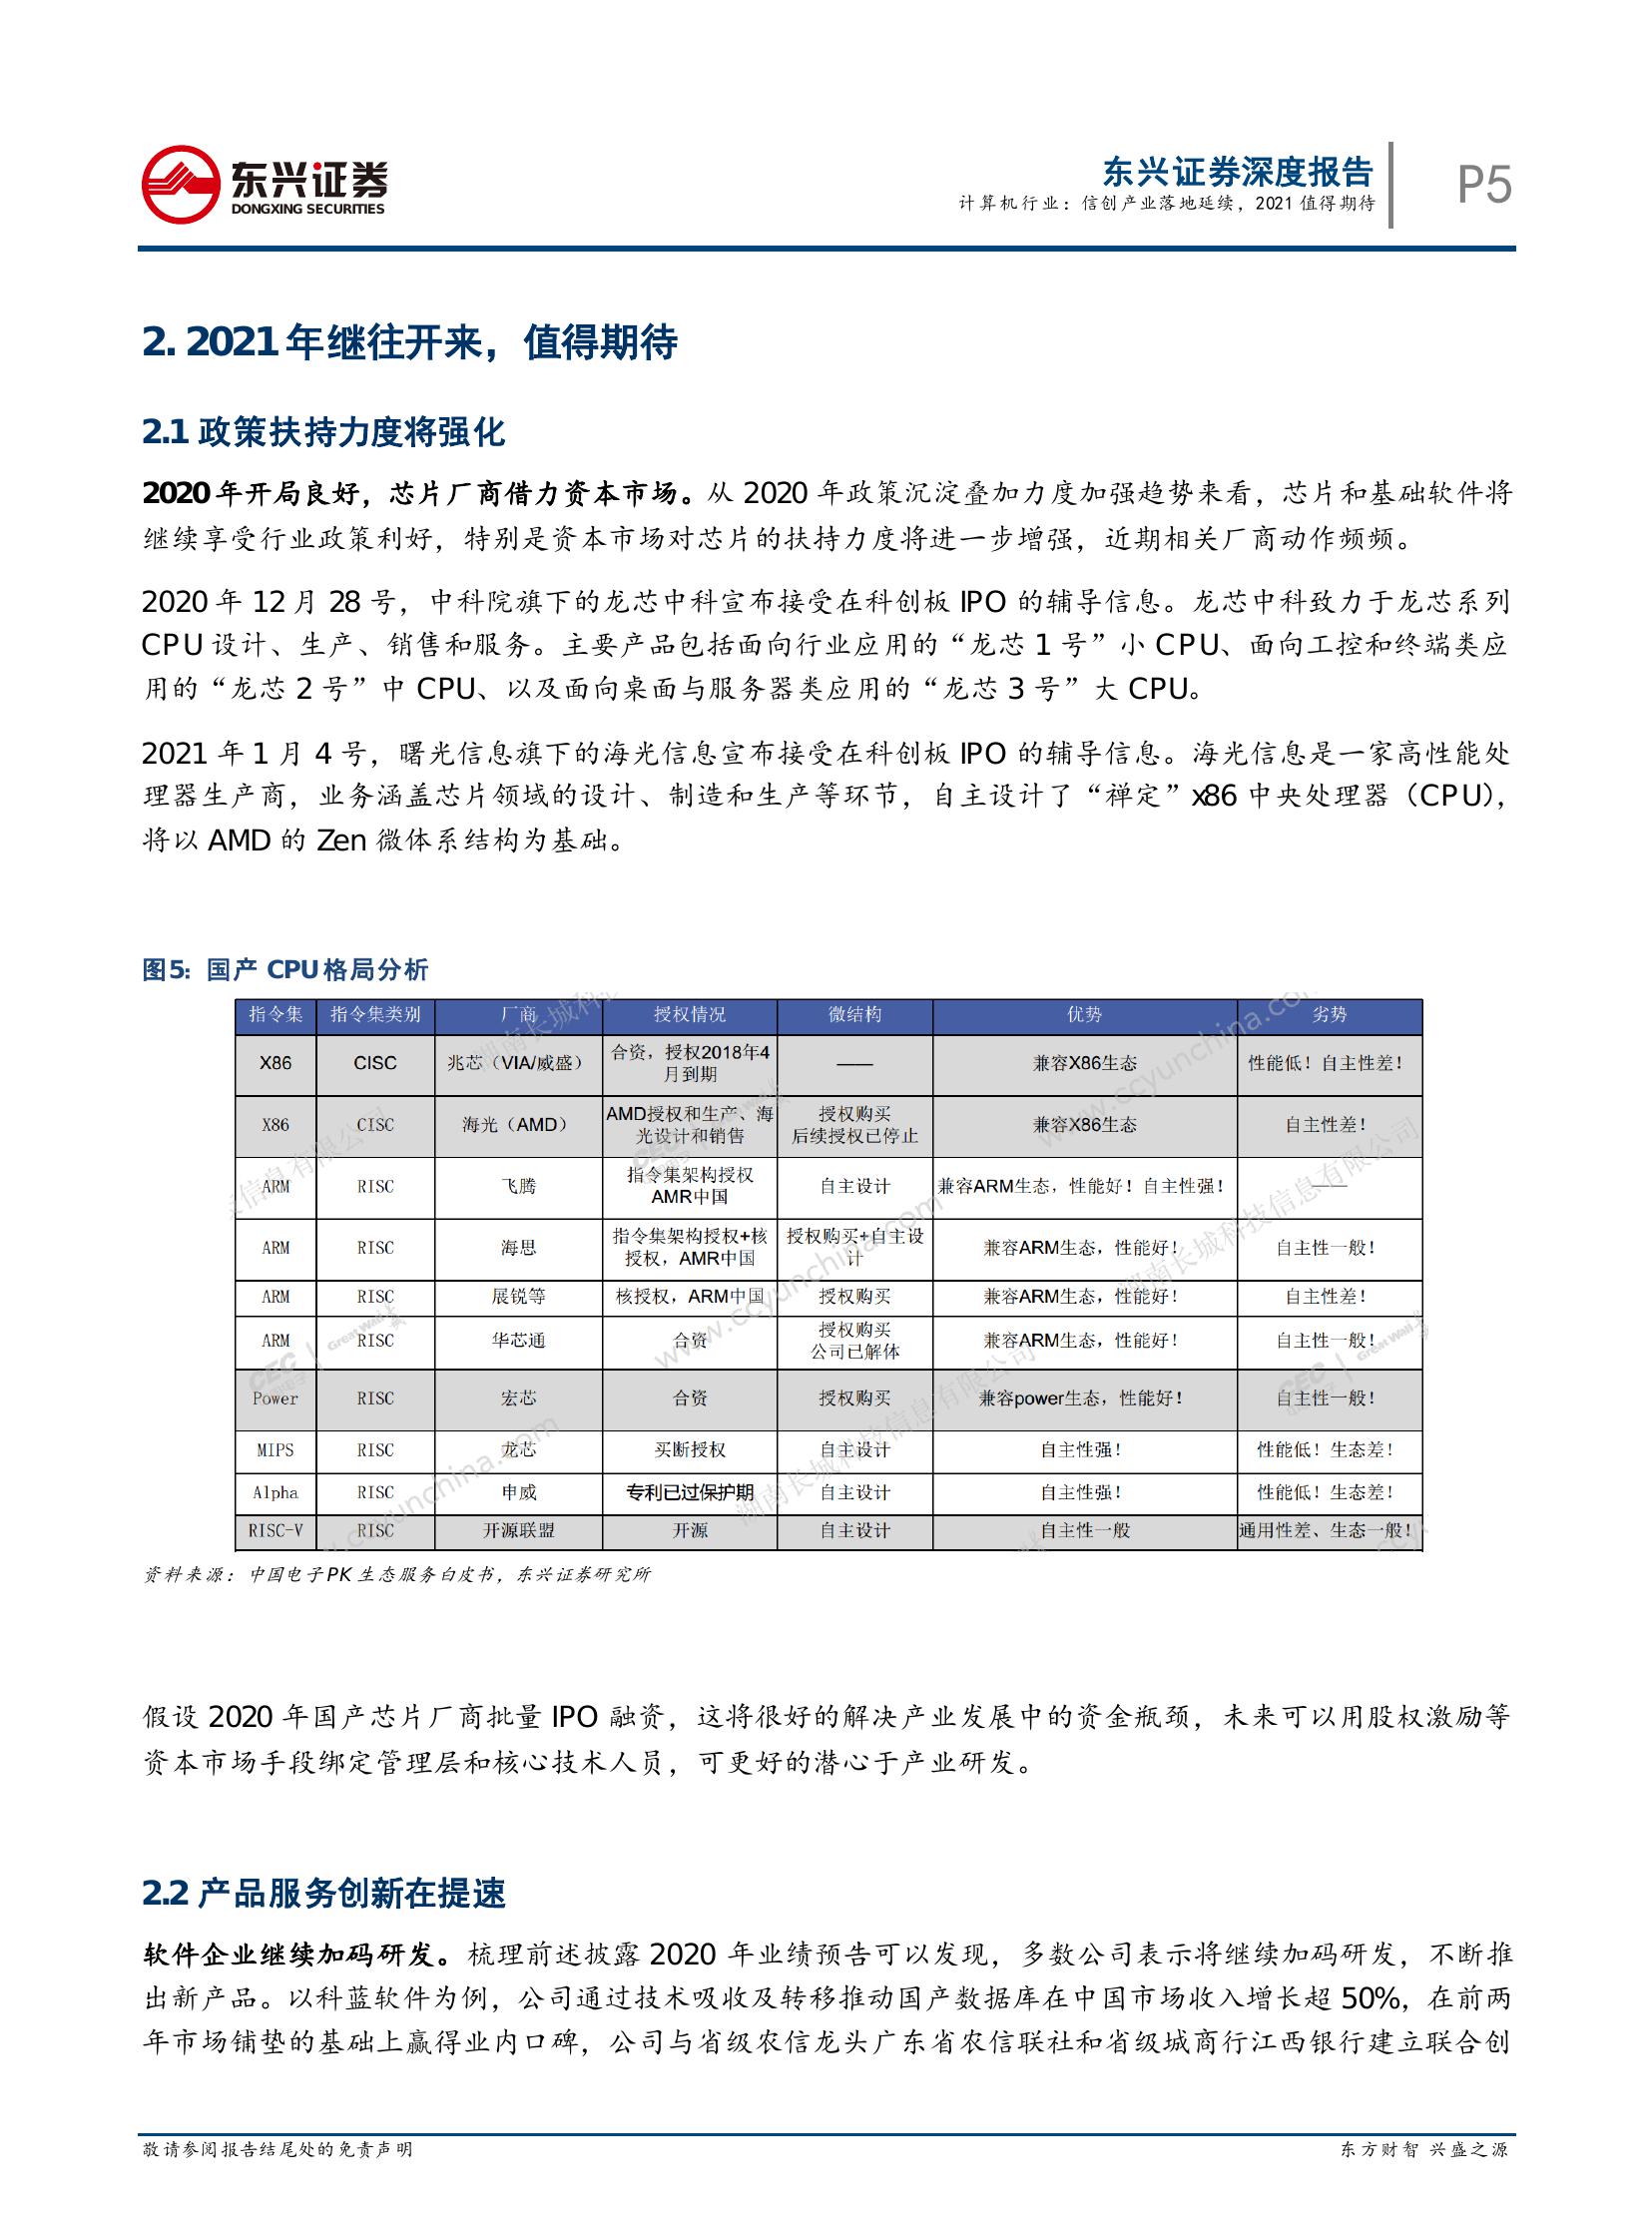 东兴证券
DONGXING SECURITIES
东兴证券深度报告
计算机行业：信创产业落地延续，2021 值得期待
P5
2. 2021 年继往开来，值得期待
2.1 政策扶持力度将强化
2020 年开局良好，芯片厂商借力资本市场。从 2020 年政策沉淀叠加力度加强趋势来看，芯片和基础软件将
继续享受行业政策利好，特别是资本市场对芯片的扶持力度将进一步增强，近期相关厂商动作频频。
2020 年 12 月 28 号，中科院旗下的龙芯中科宣布接受在科创板 IPO 的辅导信息。龙芯中科致力于龙芯系列
CPU 设计、生产、销售和服务。主要产品包括面向行业应用的“龙芯 1 号”小 CPU、面向工控和终端类应
用的“龙芯 2 号”中 CPU、以及面向桌面与服务器类应用的“龙芯 3 号”大 CPU。
2021 年 1 月 4 号，曙光信息旗下的海光信息宣布接受在科创板 IPO 的辅导信息。海光信息是一家高性能处
理器生产商，业务涵盖芯片领域的设计、制造和生产等环节，自主设计了“禅定”x86 中央处理器（CPU），
将以 AMD 的 Zen 微体系结构为基础。
图5：国产 CPU 格局分析
指令集 指令集类别 厂商 授权情况 微结构 优势 劣势
X86 CISC 兆芯（VIA/威盛） 合资，授权2018年4月到期 —— 兼容X86生态 性能低！自主性差！
X86 CISC 海光（AMD） AMD授权和生产、海光设计和销售 授权购买 后续授权已停止 兼容X86生态 自主性差！
ARM RISC 飞腾 指令集架构授权 AMR中国 自主设计 兼容ARM生态，性能好！自主性强！ ——
ARM RISC 海思 指令集架构授权+核授权，AMR中国 授权购买+自主设计 兼容ARM生态，性能好！ 自主性一般！
ARM RISC 展锐等 核授权，ARM中国 授权购买 兼容ARM生态，性能好！ 自主性差！
ARM RISC 华芯通 合资 授权购买 公司已解体 兼容ARM生态，性能好！ 自主性一般！
Power RISC 宏芯 合资 授权购买 兼容power生态，性能好！ 自主性一般！
MIPS RISC 龙芯 买断授权 自主设计 自主性强！ 性能低！生态差！
Alpha RISC 申威 专利已过保护期 自主设计 自主性强！ 性能低！生态差！
RISC-V RISC 开源联盟 开源 自主设计 自主性一般 通用性差、生态一般！
资料来源：中国电子PK 生态服务白皮书，东兴证券研究所
假设 2020 年国产芯片厂商批量 IPO 融资，这将很好的解决产业发展中的资金瓶颈，未来可以用股权激励等
资本市场手段绑定管理层和核心技术人员，可更好的潜心于产业研发。
2.2 产品服务创新在提速
软件企业继续加码研发。梳理前述披露 2020 年业绩预告可以发现，多数公司表示将继续加码研发，不断推
出新产品。以科蓝软件为例，公司通过技术吸收及转移推动国产数据库在中国市场收入增长超 50%，在前两
年市场铺垫的基础上赢得业内口碑，公司与省级农信龙头广东省农信联社和省级城商行江西银行建立联合创
敬请参阅报告结尾处的免责声明
东方财智 兴盛之源